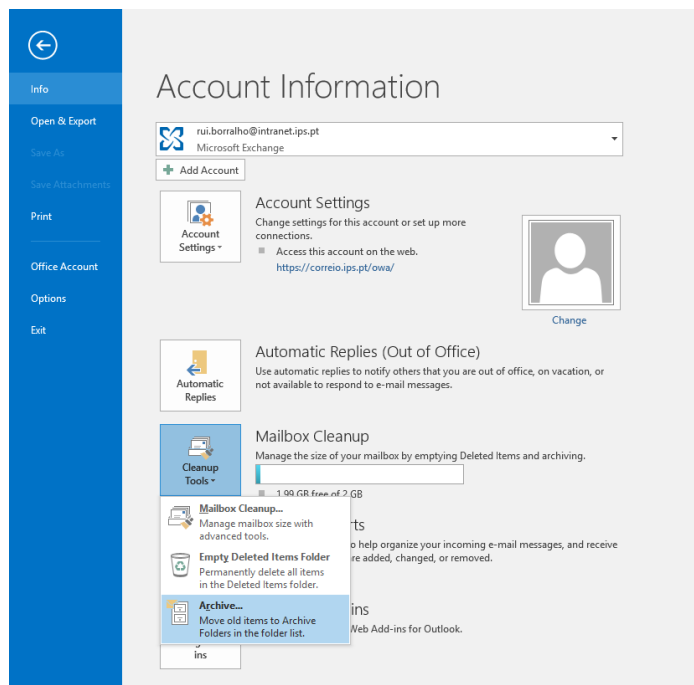 Info
Open & Export
Save As
Save Attachments
Print
Office Account
Options
Exit
Account Information
rui.borralho@intranet.ips.pt
Microsoft Exchange
Add Account
Account
Settings
Account Settings
Change settings for this account or set up more
connections.
Access this account on the web.
https://correio.ips.pt/owa/
Change
Automatic
Replies
Automatic Replies (Out of Office)
Use automatic replies to notify others that you are out of office, on vacation, or
not available to respond to e-mail messages.
Cleanup
Tools
Mailbox Cleanup
Manage the size of your mailbox by emptying Deleted Items and archiving.
1.99 GB free of 2 GB
Mailbox Cleanup...
Manage mailbox size with
advanced tools.
Empty Deleted Items Folder
Permanently delete all items
in the Deleted Items folder.
Archive...
Move old items to Archive
Folders in the folder list.
rts
o help organize your incoming e-mail messages, and receive
re added, changed, or removed.
ins
Web Add-ins for Outlook.
ins